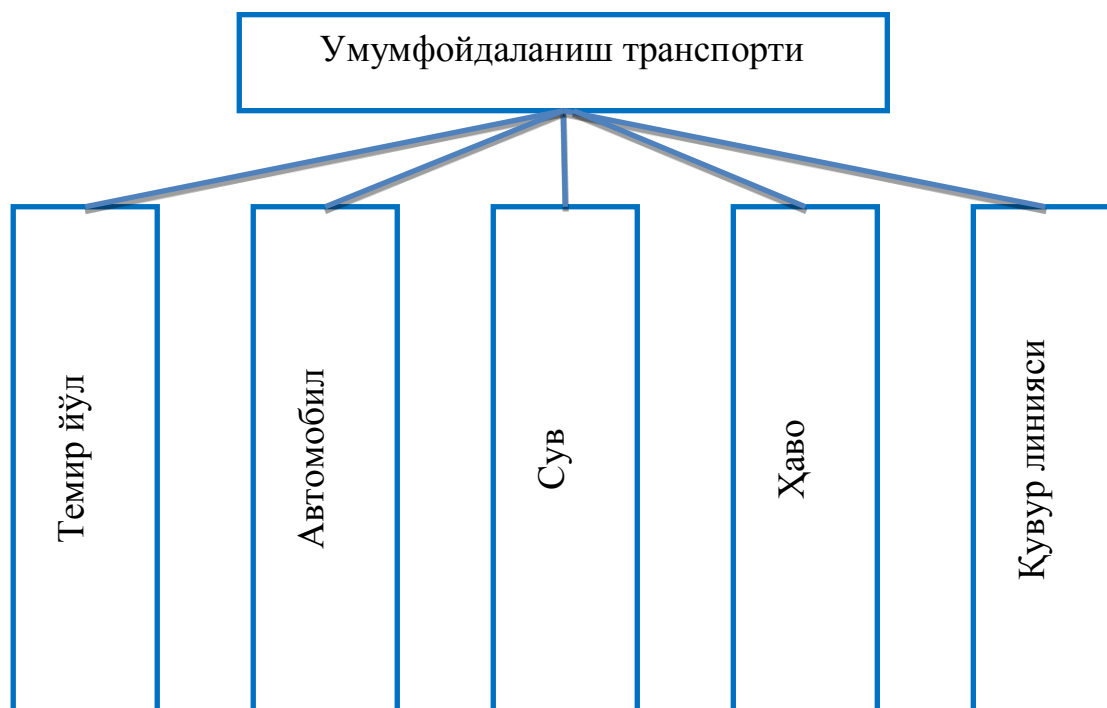 Умумфойдаланиш транспорти
Темир йўл
Автомобил
Сув
Ҳаво
Қувур линияси